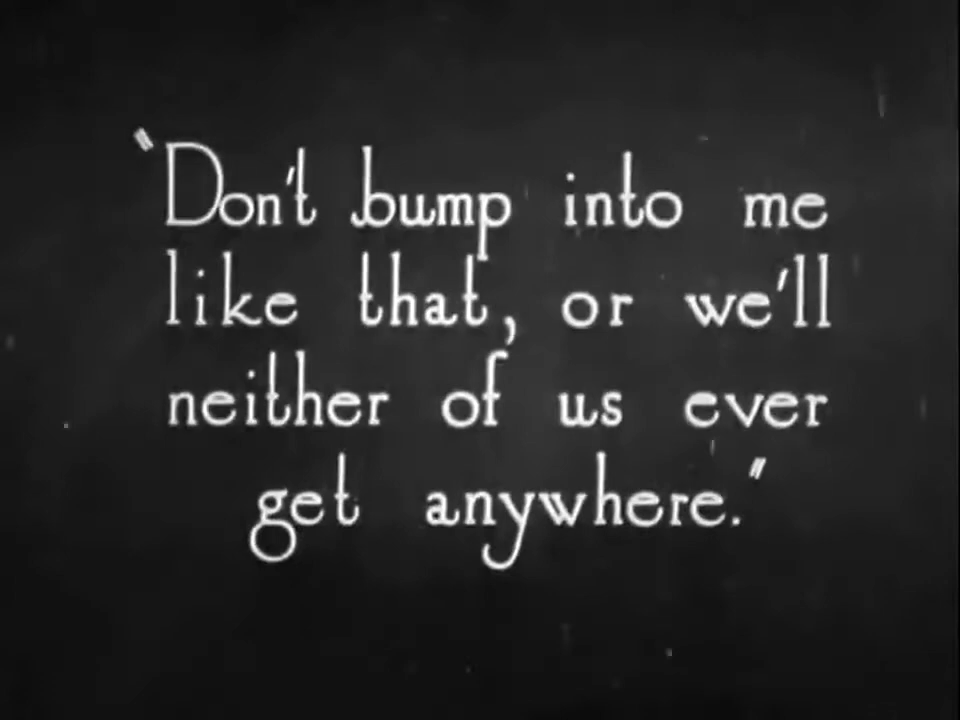 "Don't bump into me
like that, or we'll
neither of us ever
get anywhere."